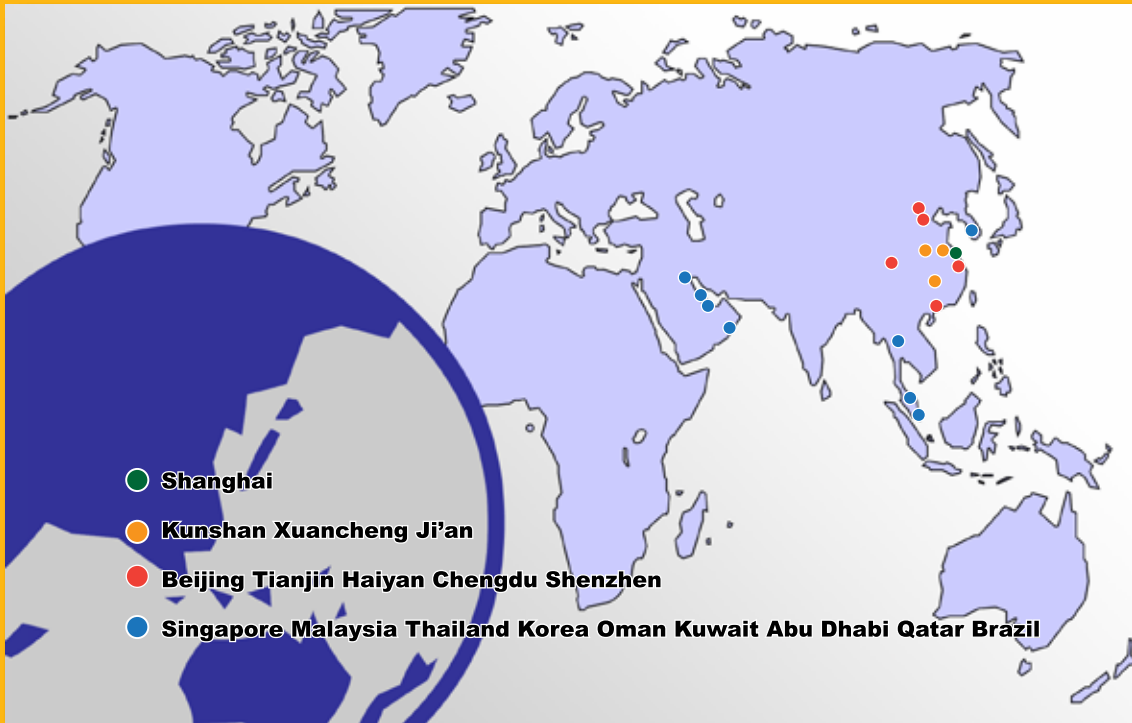 Shanghai
Kunshan Xuancheng Ji’an
Beijing Tianjin Haiyan Chengdu Shenzhen
Singapore Malaysia Thailand Korea Oman Kuwait Abu Dhabi Qatar Brazil